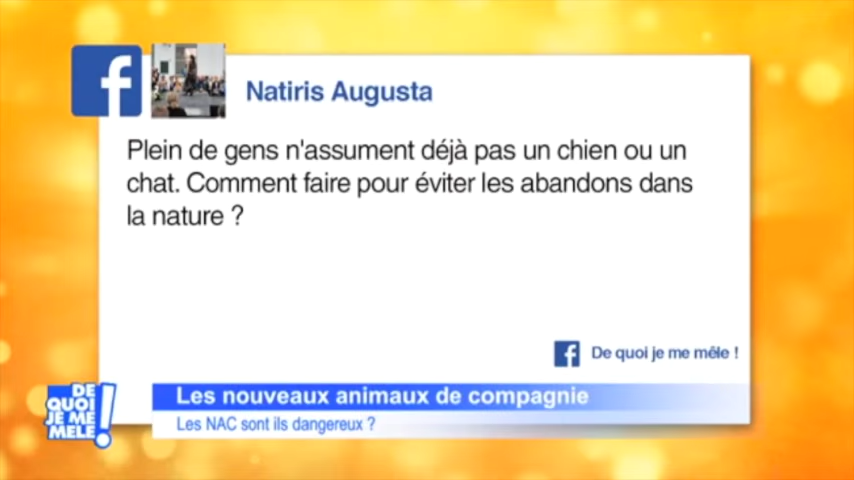 f
Natiris Augusta
Plein de gens n'assument déjà pas un chien ou un
chat. Comment faire pour éviter les abandons dans
la nature ?
f De quoi je me mêle !
DE
QUOI
JE ME
MELE !
Les nouveaux animaux de compagnie
Les NAC sont ils dangereux ?